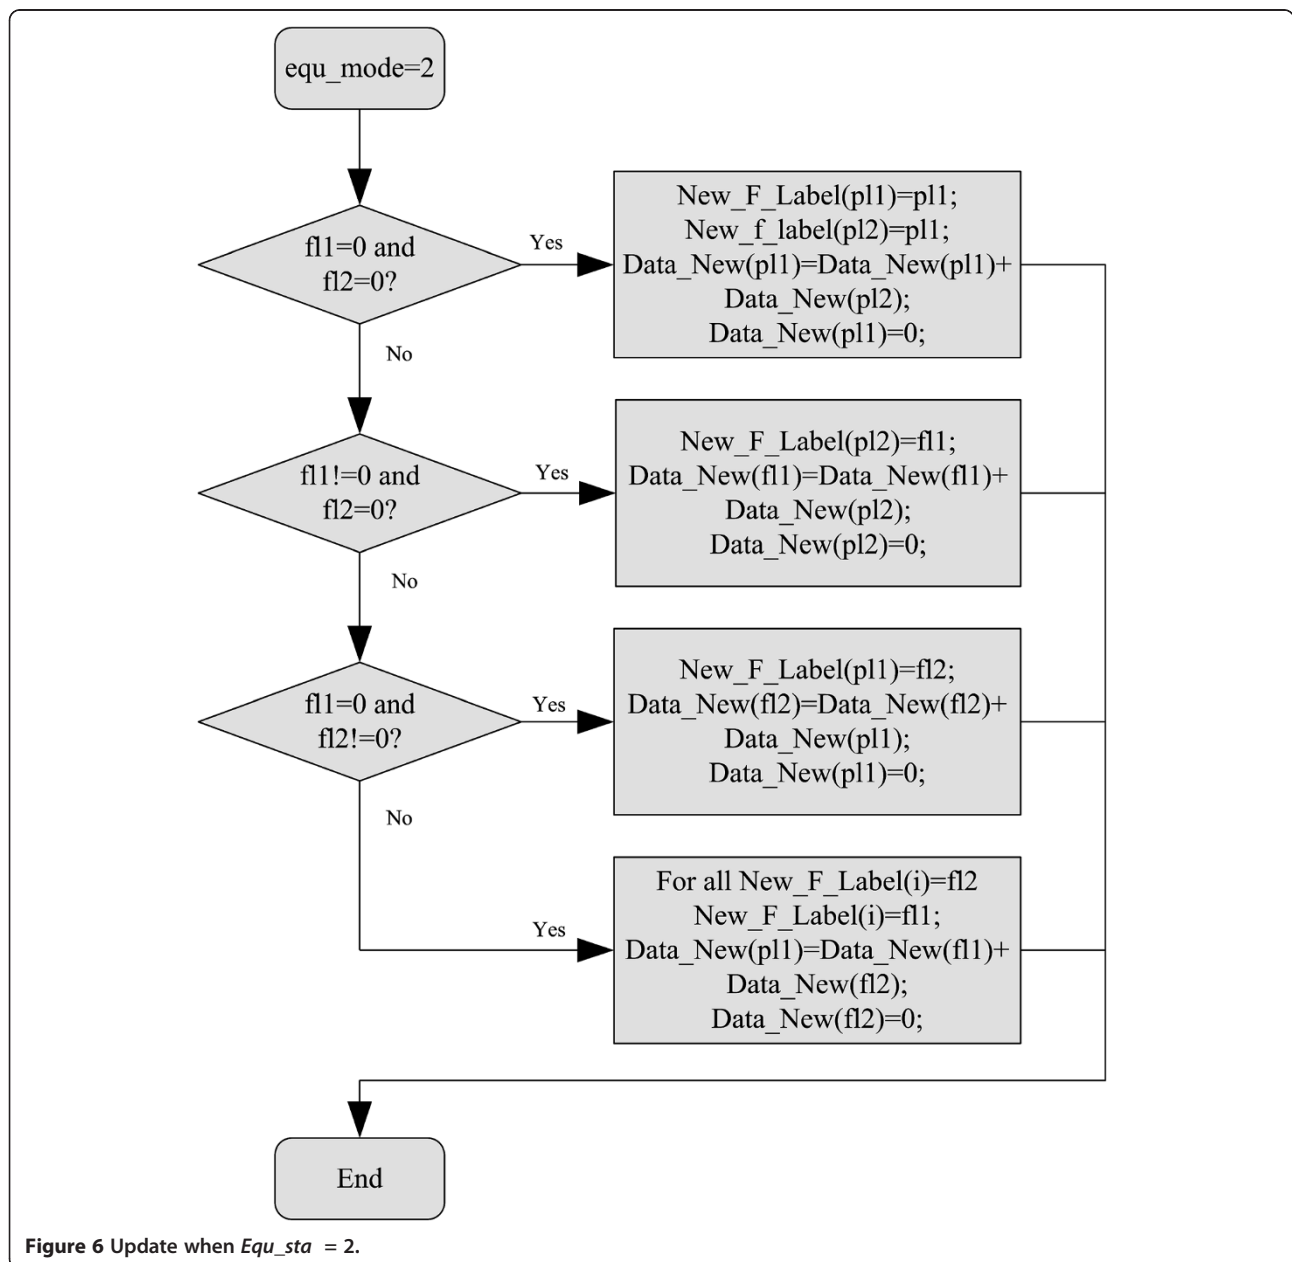 equ_mode=2
fl1=0 and
fl2=0?
Yes
New_F_Label(pl1)=pl1;
New_f_label(pl2)=pl1;
Data_New(pl1)=Data_New(pl1)+
Data_New(pl2);
Data_New(pl1)=0;
No
fl1!=0 and
fl2=0?
Yes
New_F_Label(pl2)=fl1;
Data_New(fl1)=Data_New(fl1)+
Data_New(pl2);
Data_New(pl2)=0;
No
fl1=0 and
fl2!=0?
Yes
New_F_Label(pl1)=fl2;
Data_New(fl2)=Data_New(fl2)+
Data_New(pl1);
Data_New(pl1)=0;
No
Yes
For all New_F_Label(i)=fl2
New_F_Label(i)=fl1;
Data_New(pl1)=Data_New(fl1)+
Data_New(fl2);
Data_New(fl2)=0;
End
Figure 6 Update when Equ_sta = 2.